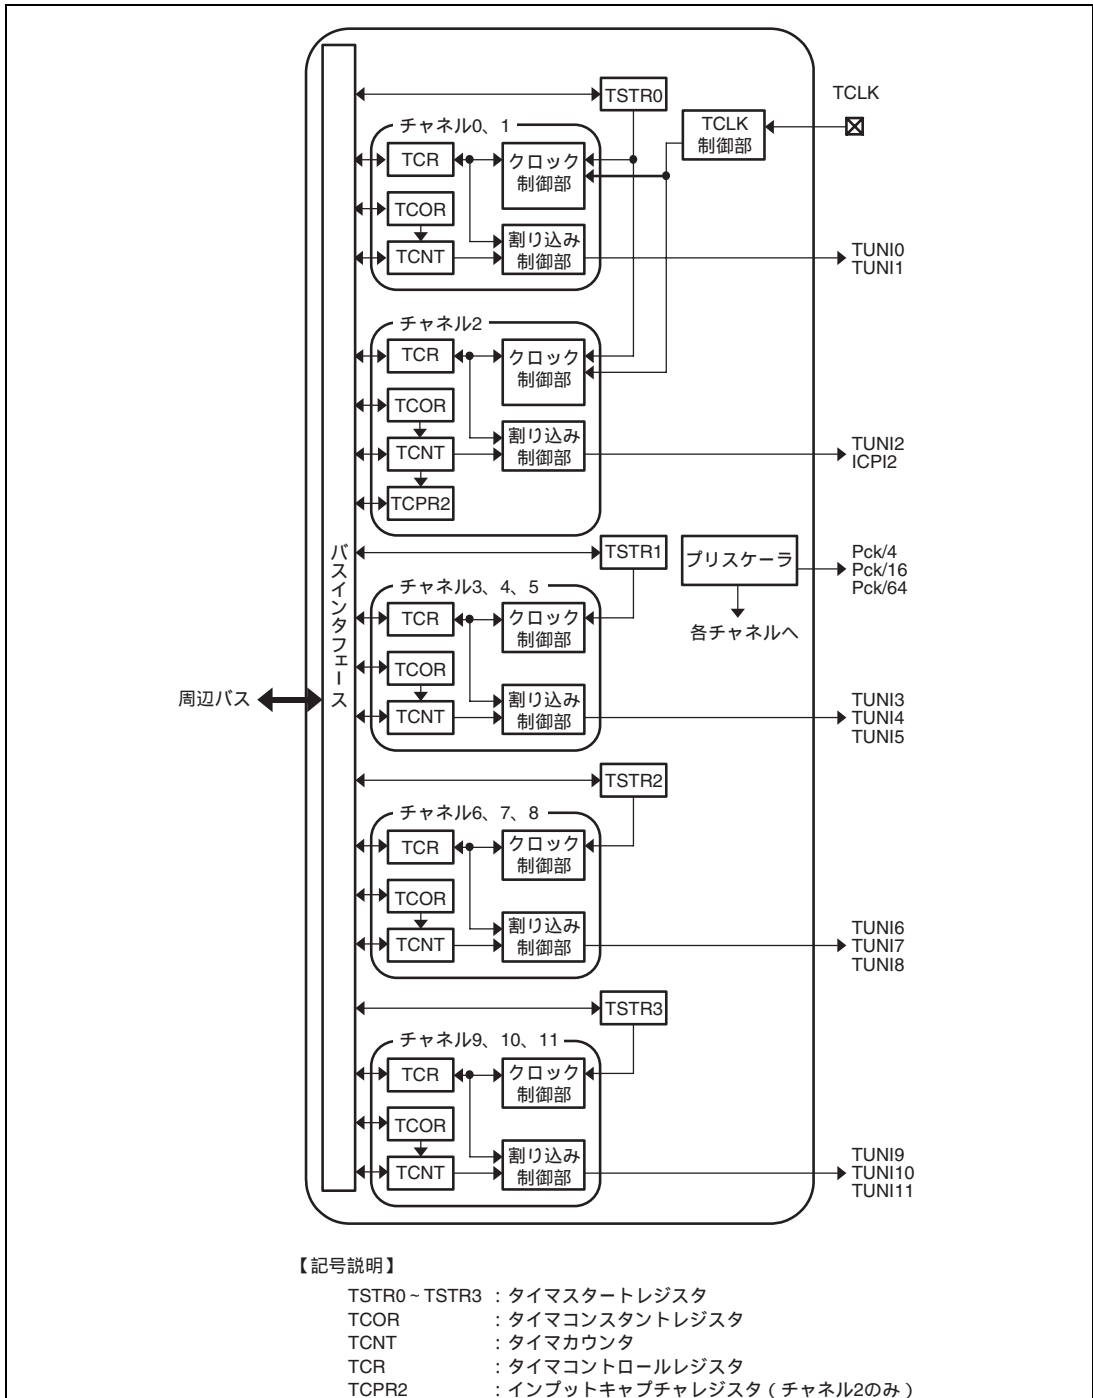 TSTR0
TCLK
TCLK
制御部
チャネル0、1
TCR
クロック
制御部
TCOR
TCNT
割り込み
制御部
TUNI0
TUNI1
チャネル2
TCR
クロック
制御部
TCOR
TCNT
割り込み
制御部
TUNI2
ICPI2
TCPR2
バスインタフェース
周辺バス
TSTR1
プリスケーラ
Pck/4
Pck/16
Pck/64
各チャネルへ
チャネル3、4、5
TCR
クロック
制御部
TCOR
TCNT
割り込み
制御部
TUNI3
TUNI4
TUNI5
TSTR2
チャネル6、7、8
TCR
クロック
制御部
TCOR
TCNT
割り込み
制御部
TUNI6
TUNI7
TUNI8
TSTR3
チャネル9、10、11
TCR
クロック
制御部
TCOR
TCNT
割り込み
制御部
TUNI9
TUNI10
TUNI11
【記号説明】
TSTR0～TSTR3 ：タイマスタートレジスタ
TCOR ：タイマコンスタントレジスタ
TCNT ：タイマカウンタ
TCR ：タイマコントロールレジスタ
TCPR2 ：インプットキャプチャレジスタ（チャネル2のみ）